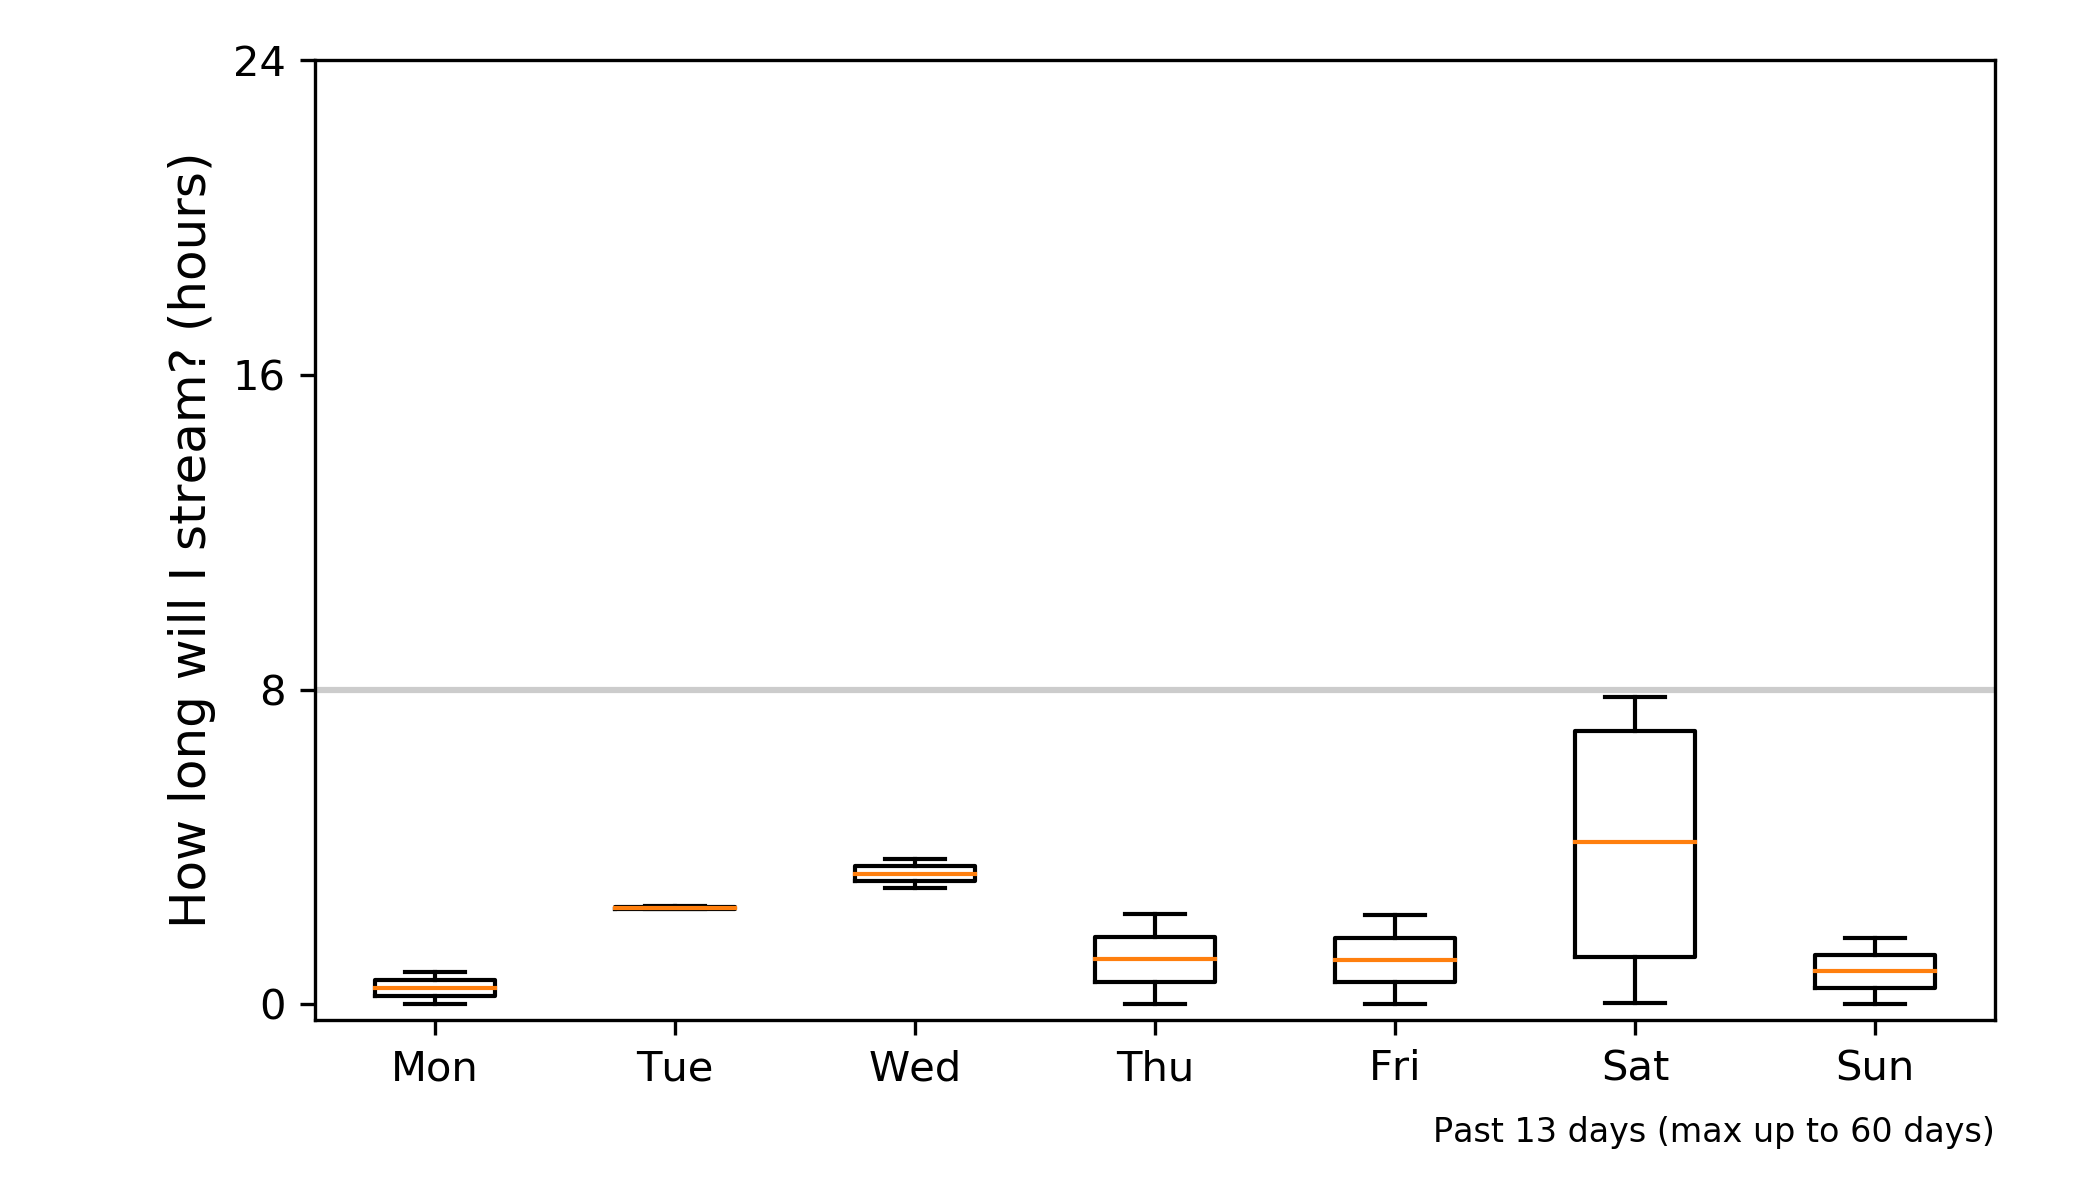 How long will I stream? (hours)
24
16
8
0
Mon Tue Wed Thu Fri Sat Sun
Past 13 days (max up to 60 days)